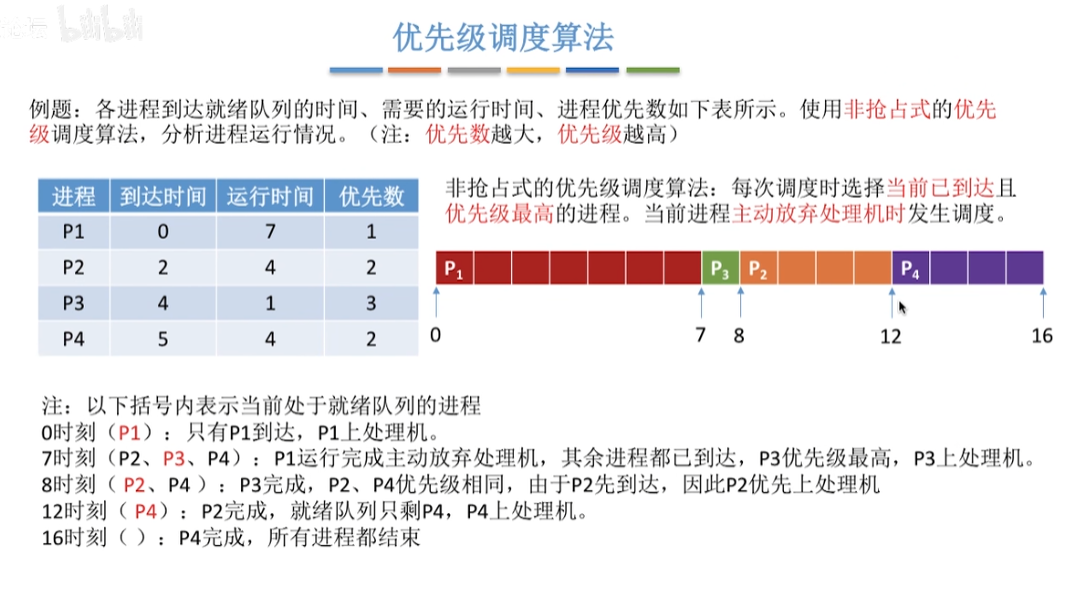 bilibili
优先级调度算法
例题：各进程到达就绪队列的时间、需要的运行时间、进程优先数如下表所示。使用非抢占式的优先
级调度算法，分析进程运行情况。（注：优先数越大，优先级越高）
进程 到达时间 运行时间 优先数
P1 0 7 1
P2 2 4 2
P3 4 1 3
P4 5 4 2
非抢占式的优先级调度算法：每次调度时选择当前已到达且
优先级最高的进程。当前进程主动放弃处理机时发生调度。
P1 P3 P2 P4
0 7 8 12 16
注：以下括号内表示当前处于就绪队列的进程
0时刻（P1）：只有P1到达，P1上处理机。
7时刻（P2、P3、P4）：P1运行完成主动放弃处理机，其余进程都已到达，P3优先级最高，P3上处理机。
8时刻（ P2、P4 ）：P3完成，P2、P4优先级相同，由于P2先到达，因此P2优先上处理机
12时刻（ P4）：P2完成，就绪队列只剩P4，P4上处理机。
16时刻（ ）：P4完成，所有进程都结束